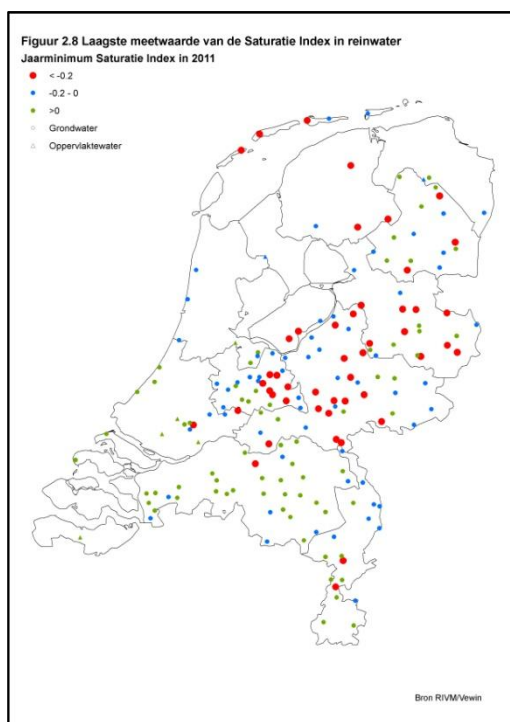 Figuur 2.8 Laagste meetwaarde van de Saturatie Index in reinwater
Jaarminimum Saturatie Index in 2011
< -0.2
-0.2 - 0
>0
Grondwater
Oppervlaktewater
Bron RIVM/Vewin